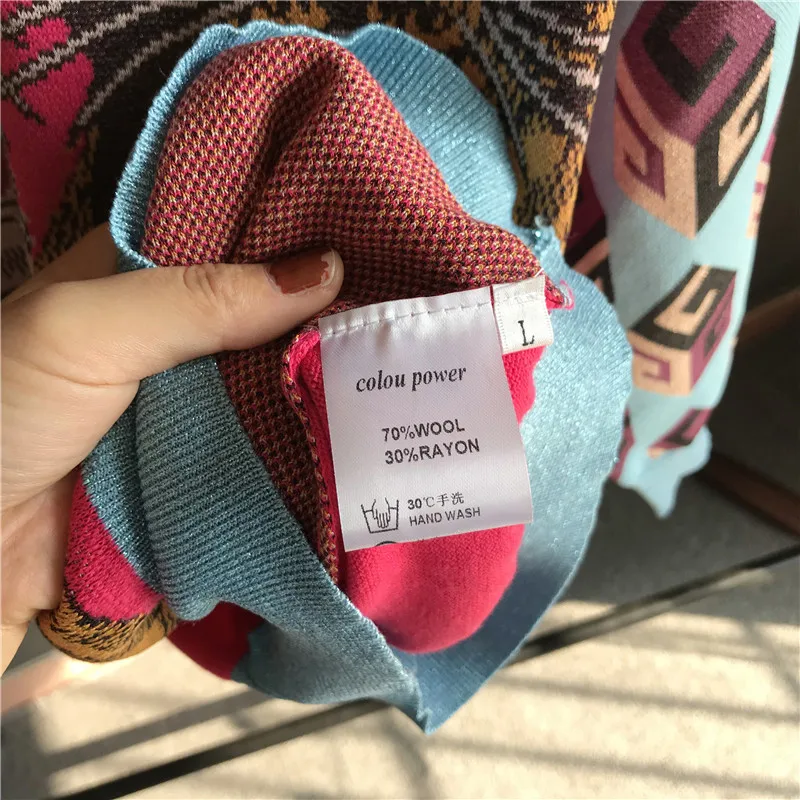 L
colou power
70%WOOL
30%RAYON
30℃手洗
HAND WASH